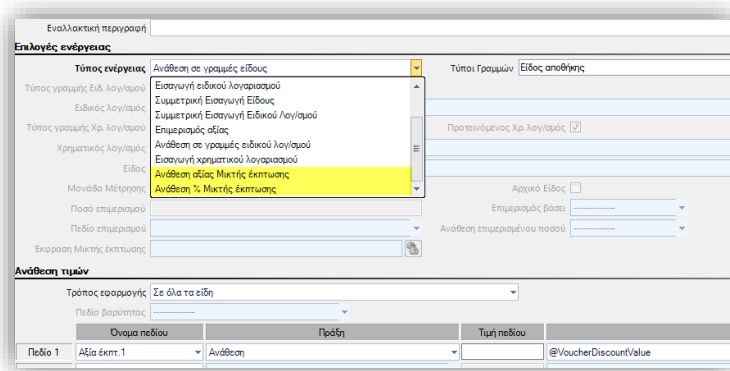 Εναλλακτική περιγραφή
Επιλογές ενέργειας
Τύπος ενέργειας Ανάθεση σε γραμμές είδους Τύποι Γραμμών Είδος αποθήκης
Τύπος γραμμής Ειδ. λογ/σμού Εισαγωγή ειδικού λογαριασμού
Συμμετρική Εισαγωγή Είδους
Ειδικός λογ/σμός Συμμετρική Εισαγωγή Ειδικού Λογ/σμού
Τύπος γραμμής Χρ. λογ/σμού Επιμερισμός αξίας Προτεινόμενος Χρ. λογ/σμός
Ανάθεση σε γραμμές ειδικού λογ/σμού
Χρηματικός λογ/σμός Εισαγωγή χρηματικού λογαριασμού
Είδος Ανάθεση αξίας Μικτής έκπτωσης
Μονάδα Μέτρησης Ανάθεση % Μικτής έκπτωσης Αρχικό Είδος
Ποσό επιμερισμού Επιμερισμός βάσει -------------
Πεδίο επιμερισμού Ανάθεση επιμερισμένου ποσού -------------
Έκφραση Μικτής έκπτωσης
Ανάθεση τιμών
Τρόπος εφαρμογής Σε όλα τα είδη
Πεδίο βαρύτητας -------------
Όνομα πεδίου Πράξη Τιμή πεδίου
Πεδίο 1 Αξία έκπτ.1 Ανάθεση @VoucherDiscountValue